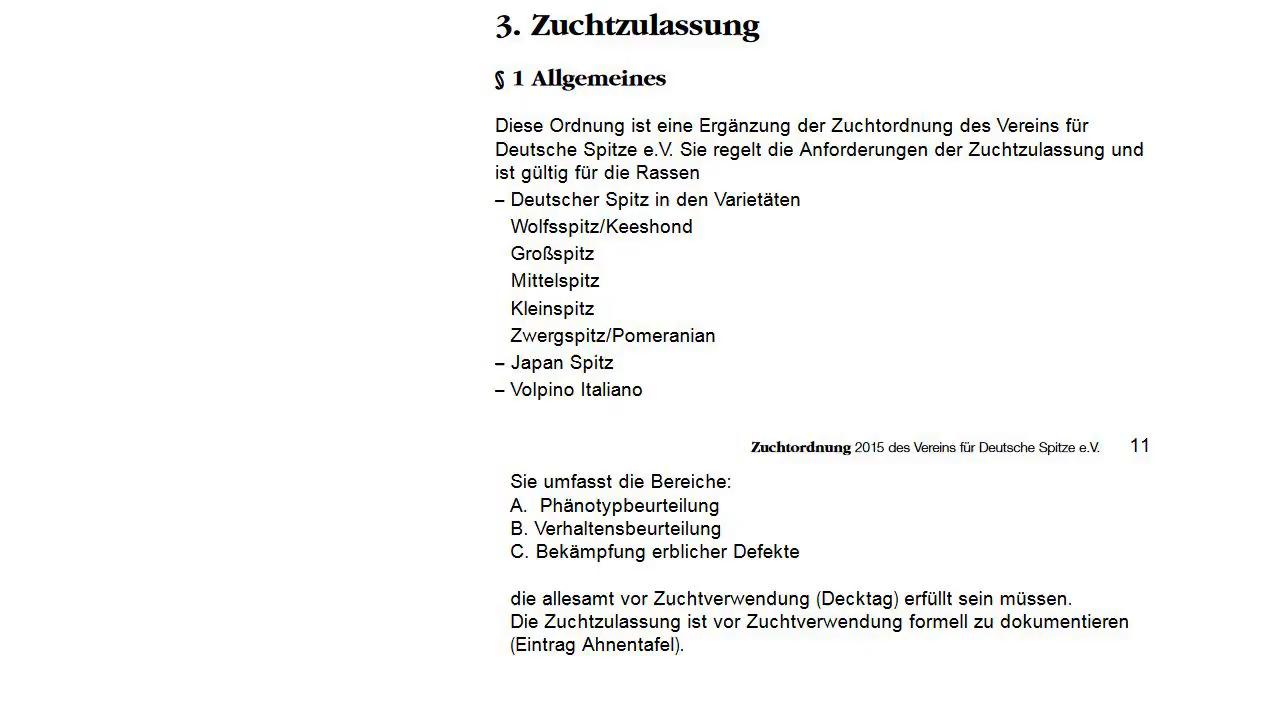 3. Zuchtzulassung
§ 1 Allgemeines
Diese Ordnung ist eine Ergänzung der Zuchtordnung des Vereins für
Deutsche Spitze e.V. Sie regelt die Anforderungen der Zuchtzulassung und
ist gültig für die Rassen
– Deutscher Spitz in den Varietäten
Wolfsspitz/Keeshond
Großspitz
Mittelspitz
Kleinspitz
Zwergspitz/Pomeranian
– Japan Spitz
– Volpino Italiano
Zuchtordnung 2015 des Vereins für Deutsche Spitze e.V. 11
Sie umfasst die Bereiche:
A. Phänotypbeurteilung
B. Verhaltensbeurteilung
C. Bekämpfung erblicher Defekte
die allesamt vor Zuchtverwendung (Decktag) erfüllt sein müssen.
Die Zuchtzulassung ist vor Zuchtverwendung formell zu dokumentieren
(Eintrag Ahnentafel).